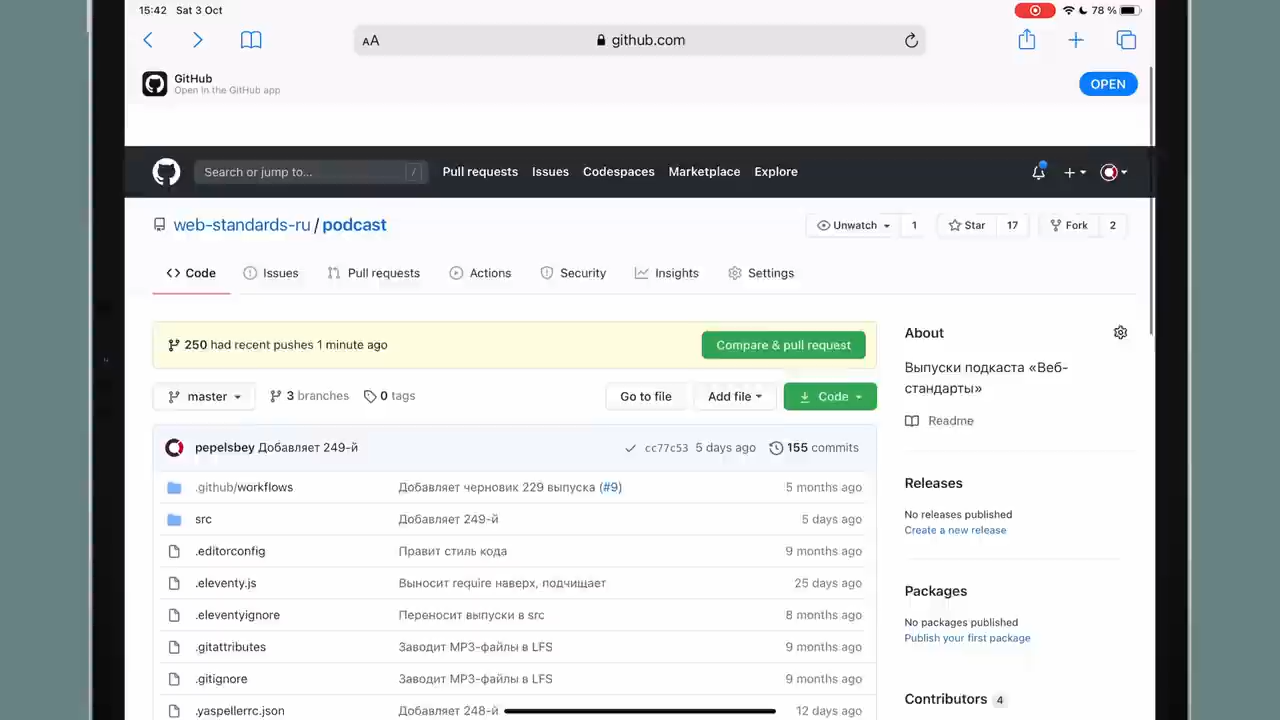 15:42 Sat 3 Oct
78 %
AA
github.com
GitHub
Open in the GitHub app
OPEN
Search or jump to... /
Pull requests Issues Codespaces Marketplace Explore
web-standards-ru / podcast
Unwatch 1
Star 17
Fork 2
Code Issues Pull requests Actions Security Insights Settings
250 had recent pushes 1 minute ago
Compare & pull request
master 3 branches 0 tags
Go to file Add file Code
pepelsbey Добавляет 249-й cc77c53 5 days ago 155 commits
.github/workflows Добавляет черновик 229 выпуска (#9) 5 months ago
src Добавляет 249-й 5 days ago
.editorconfig Правит стиль кода 9 months ago
.eleventy.js Выносит require наверх, подчищает 25 days ago
.eleventyignore Переносит выпуски в src 8 months ago
.gitattributes Заводит MP3-файлы в LFS 9 months ago
.gitignore Заводит MP3-файлы в LFS 9 months ago
.yaspellerrc.json Добавляет 248-й 12 days ago
About
Выпуски подкаста «Веб-
стандарты»
Readme
Releases
No releases published
Create a new release
Packages
No packages published
Publish your first package
Contributors 4